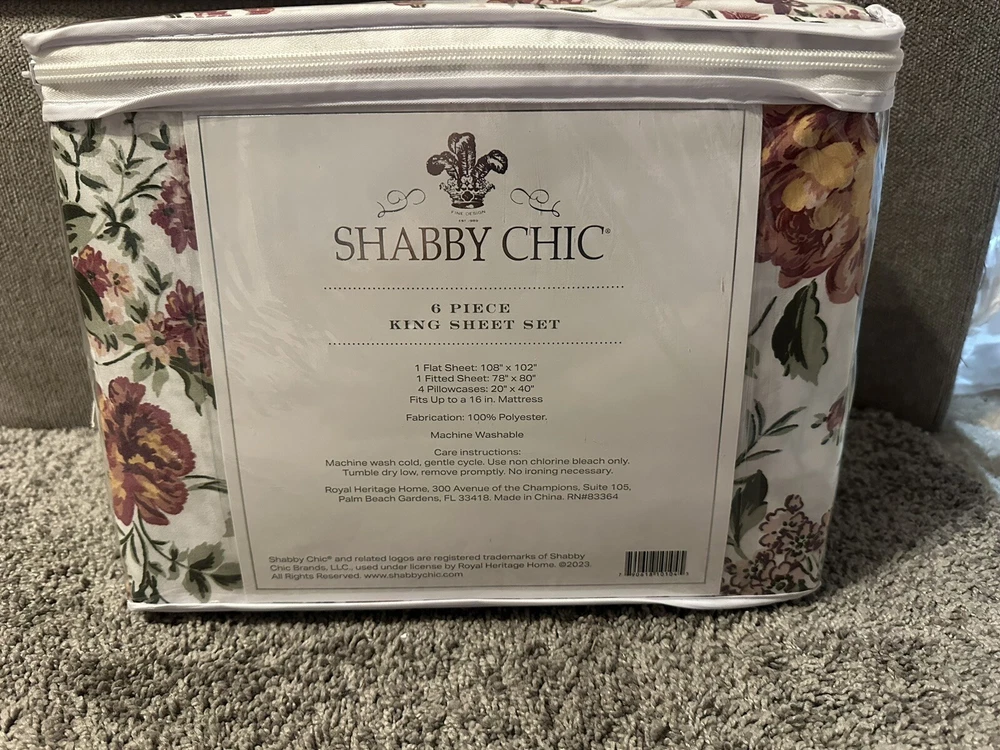 FINE DESIGN
SHABBY CHIC®
6 PIECE
KING SHEET SET
1 Flat Sheet: 108" x 102"
1 Fitted Sheet: 78" x 80"
4 Pillowcases: 20" x 40"
Fits Up to a 16 in. Mattress
Fabrication: 100% Polyester.
Machine Washable
Care instructions:
Machine wash cold, gentle cycle. Use non chlorine bleach only.
Tumble dry low, remove promptly. No ironing necessary.
Royal Heritage Home, 300 Avenue of the Champions, Suite 105,
Palm Beach Gardens, FL 33418. Made in China. RN#83364
Shabby Chic® and related logos are registered trademarks of Shabby
Chic Brands, LLC., used under license by Royal Heritage Home. ©2023.
All Rights Reserved. www.shabbychic.com